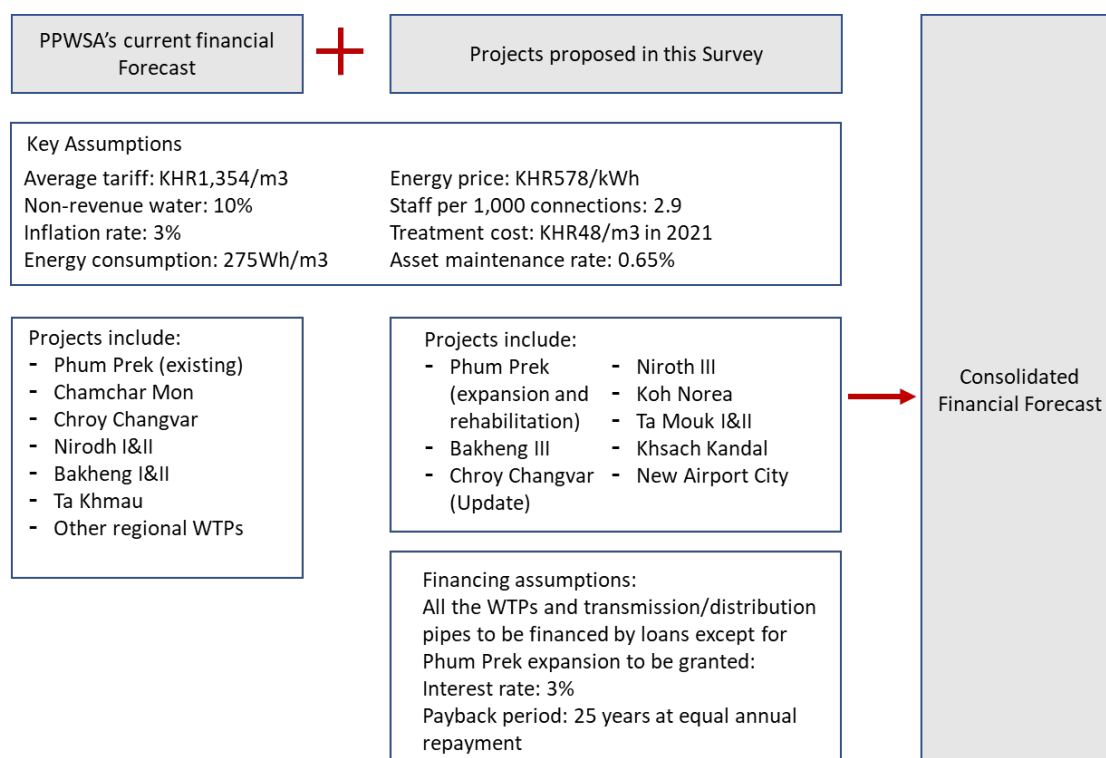 PPWSA's current financial
Forecast
Projects proposed in this Survey
Key Assumptions
Average tariff: KHR1,354/m3
Non-revenue water: 10%
Inflation rate: 3%
Energy consumption: 275Wh/m3
Energy price: KHR578/kWh
Staff per 1,000 connections: 2.9
Treatment cost: KHR48/m3 in 2021
Asset maintenance rate: 0.65%
Projects include:
- Phum Prek (existing)
- Chamchar Mon
- Chroy Changvar
- Nirodh I&II
- Bakheng I&II
- Ta Khmau
- Other regional WTPs
Projects include:
- Phum Prek
(expansion and
rehabilitation)
- Bakheng III
- Chroy Changvar
(Update)
- Niroth III
- Koh Norea
- Ta Mouk I&II
- Khsach Kandal
- New Airport City
Financing assumptions:
All the WTPs and transmission/distribution
pipes to be financed by loans except for
Phum Prek expansion to be granted:
Interest rate: 3%
Payback period: 25 years at equal annual
repayment
Consolidated
Financial Forecast